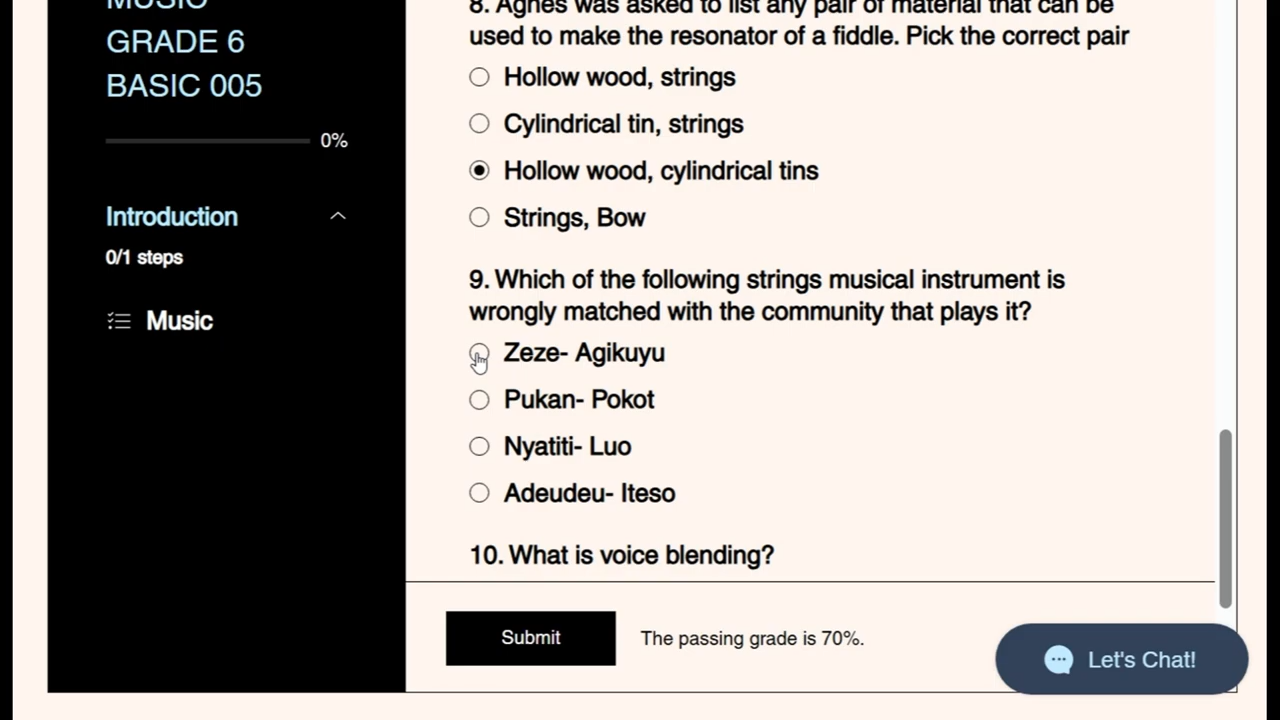 MUSIC
GRADE 6
BASIC 005
0%
Introduction
0/1 steps
Music
8. Agnes was asked to list any pair of material that can be
used to make the resonator of a fiddle. Pick the correct pair
Hollow wood, strings
Cylindrical tin, strings
Hollow wood, cylindrical tins
Strings, Bow
9. Which of the following strings musical instrument is
wrongly matched with the community that plays it?
Zeze- Agikuyu
Pukan- Pokot
Nyatiti- Luo
Adeudeu- Iteso
10. What is voice blending?
Submit
The passing grade is 70%.
Let's Chat!